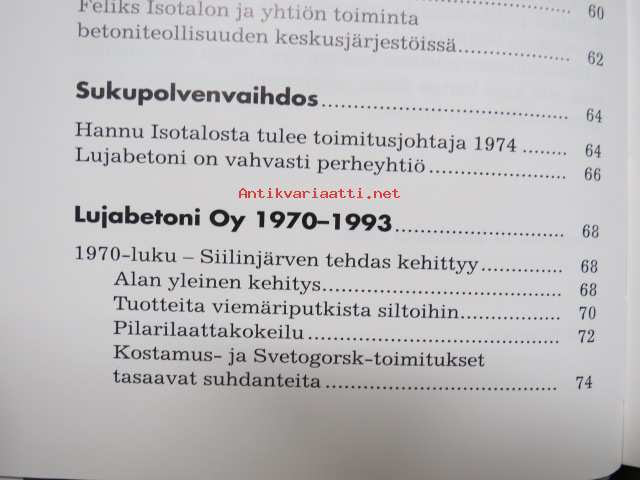 Feliks Isotalon ja yhtiön toiminta
betoniteollisuuden keskusjärjestöissä
60
62
Sukupolvenvaihdos 64
Hannu Isotalosta tulee toimitusjohtaja 1974 64
Lujabetoni on vahvasti perheyhtiö 66
Antikvariaatti.net
Lujabetoni Oy 1970–1993 68
1970-luku – Siilinjärven tehdas kehittyy 68
Alan yleinen kehitys 68
Tuotteita viemäriputkista siltoihin 70
Pilarilaattakokeilu 72
Kostamus- ja Svetogorsk-toimitukset
tasaavat suhdanteita 74